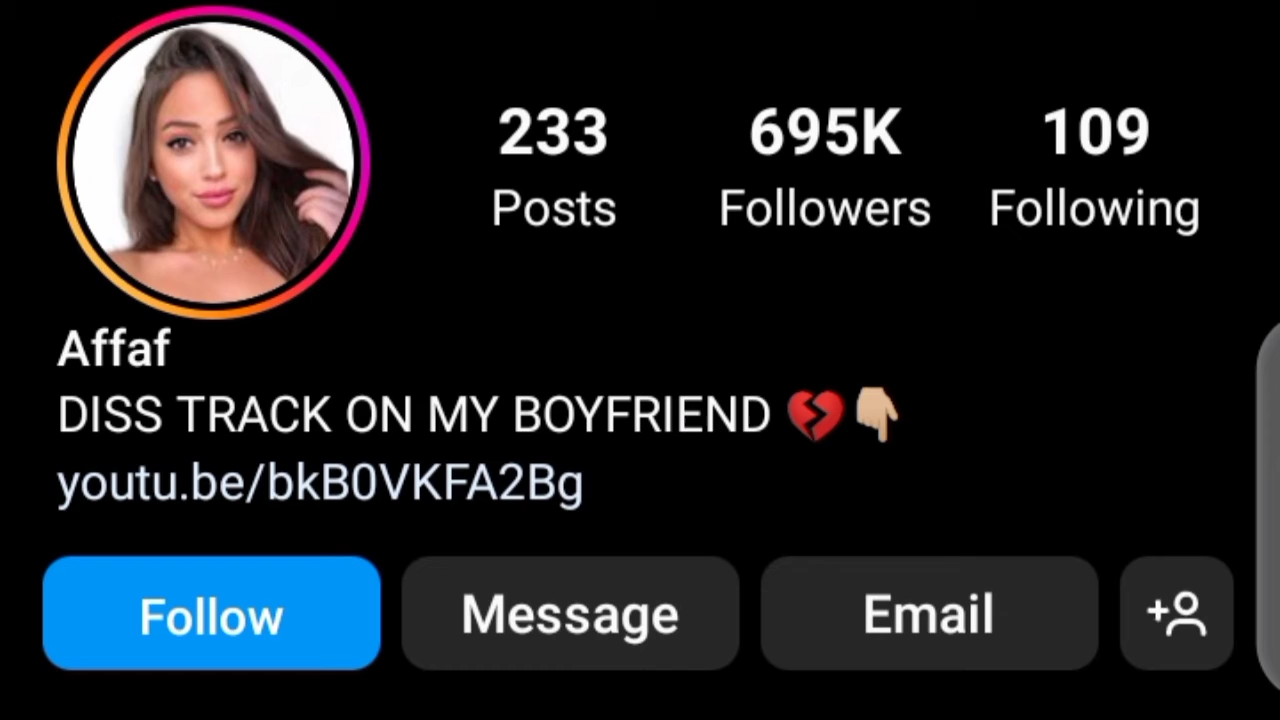 233 695K 109
Posts Followers Following
Affaf
DISS TRACK ON MY BOYFRIEND 💔👇🏼
youtu.be/bkB0VKFA2Bg
Follow Message Email